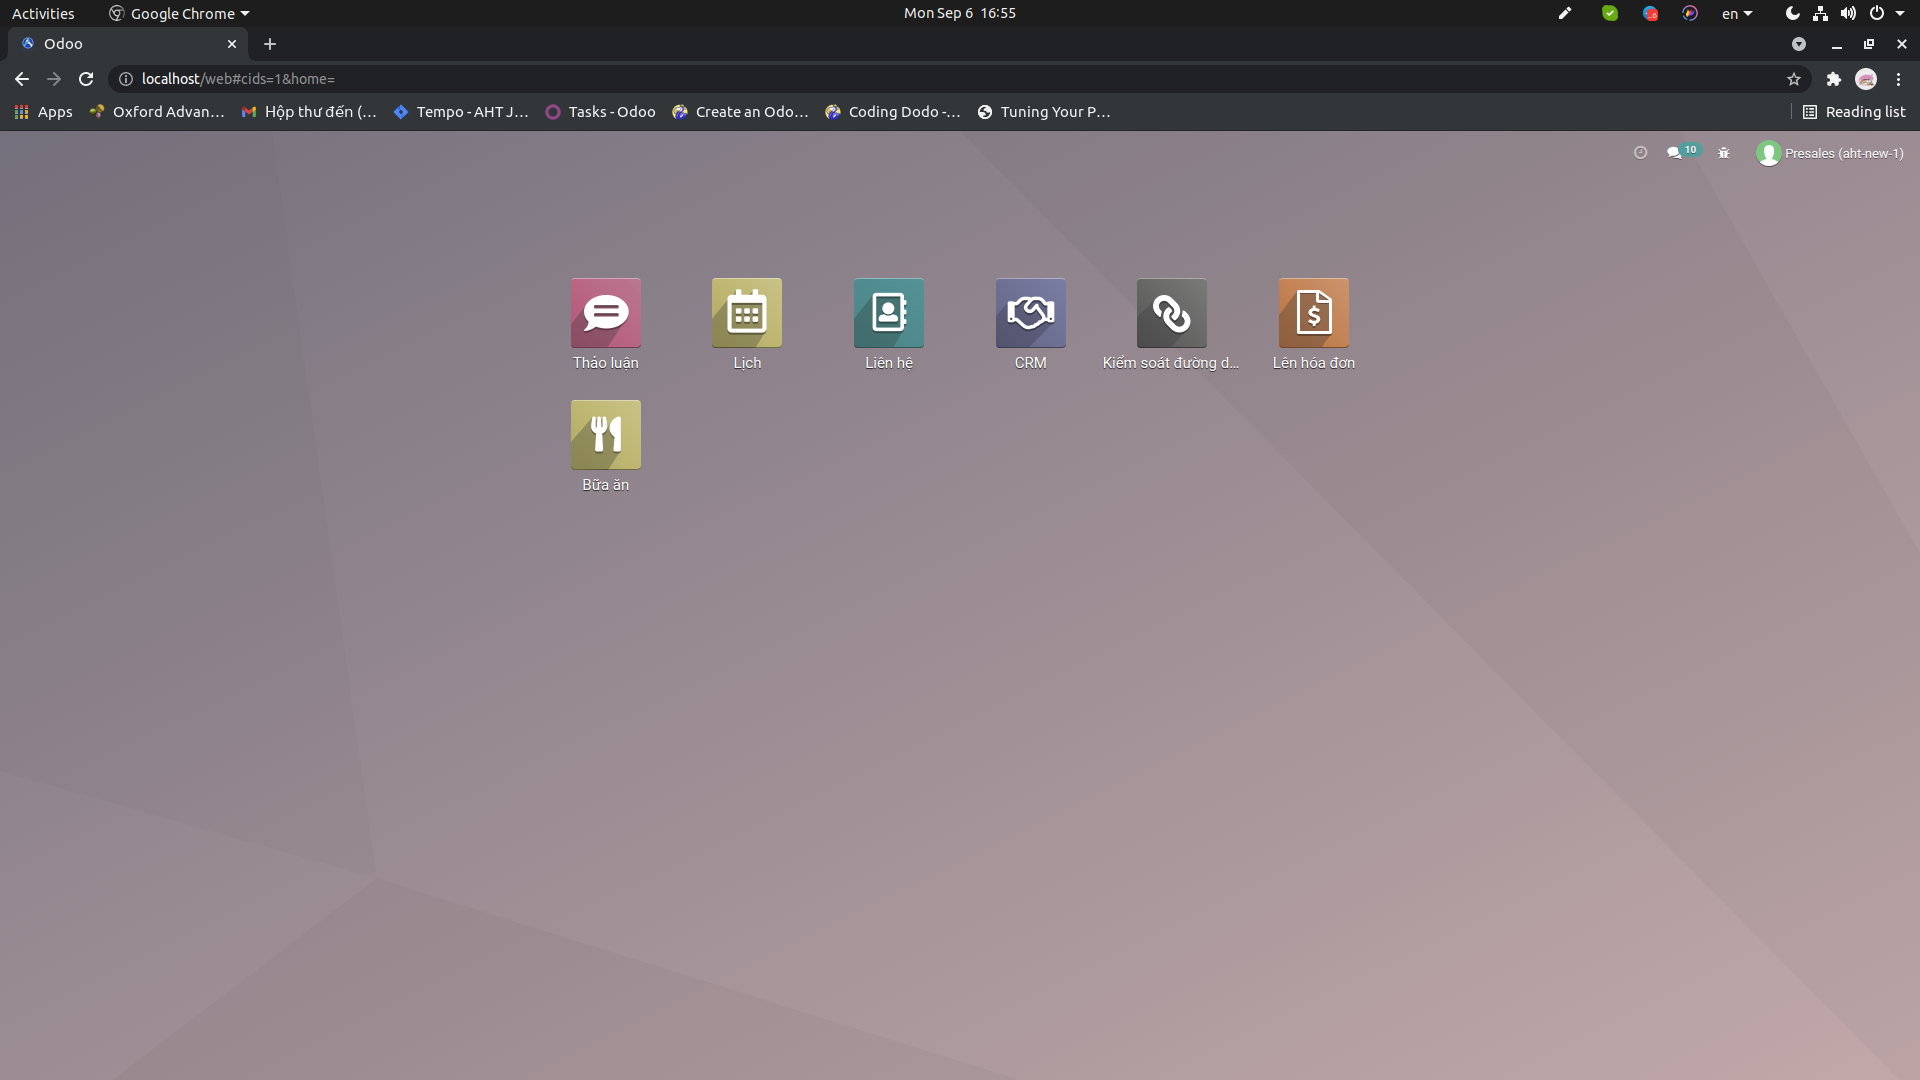 Activities
Google Chrome
Mon Sep 6 16:55
en
Odoo
localhost/web#cids=1&home=
Apps
Oxford Advan...
Hộp thư đến (...
Tempo - AHT J...
Tasks - Odoo
Create an Odo...
Coding Dodo -...
Tuning Your P...
Reading list
10
Presales (aht-new-1)
Thảo luận
Lịch
Liên hệ
CRM
Kiểm soát đường d...
Lên hóa đơn
Bữa ăn